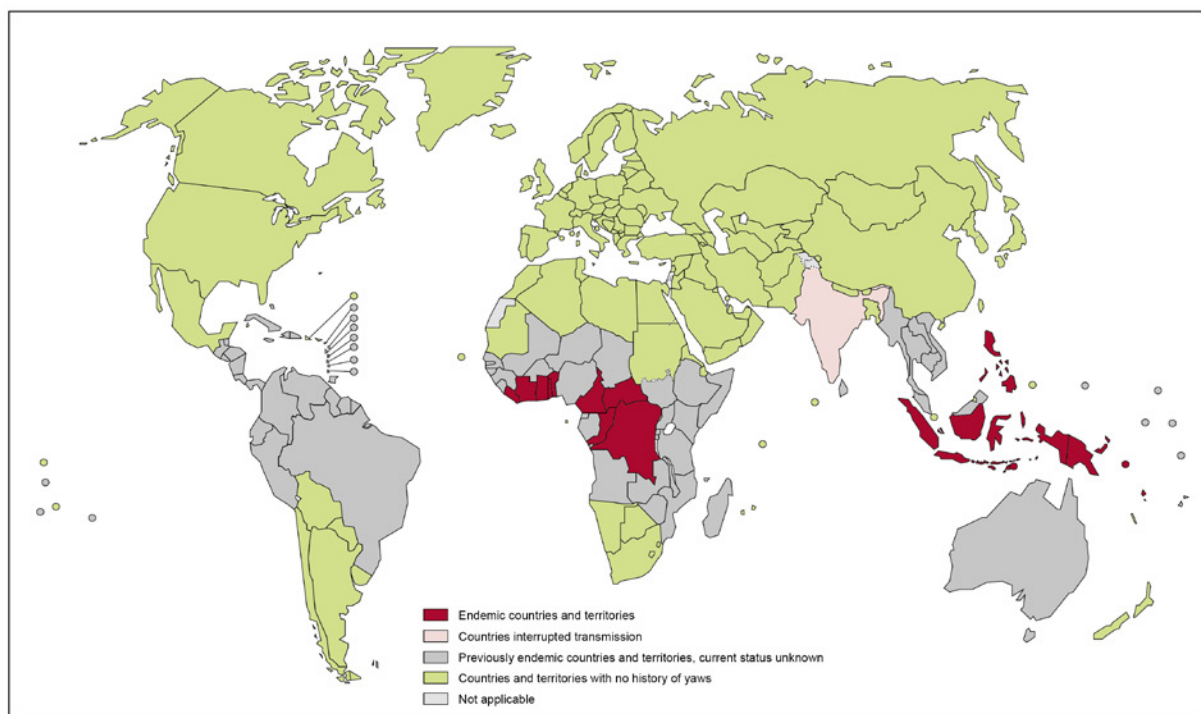 Endemic countries and territories
Countries interrupted transmission
Previously endemic countries and territories, current status unknown
Countries and territories with no history of yaws
Not applicable